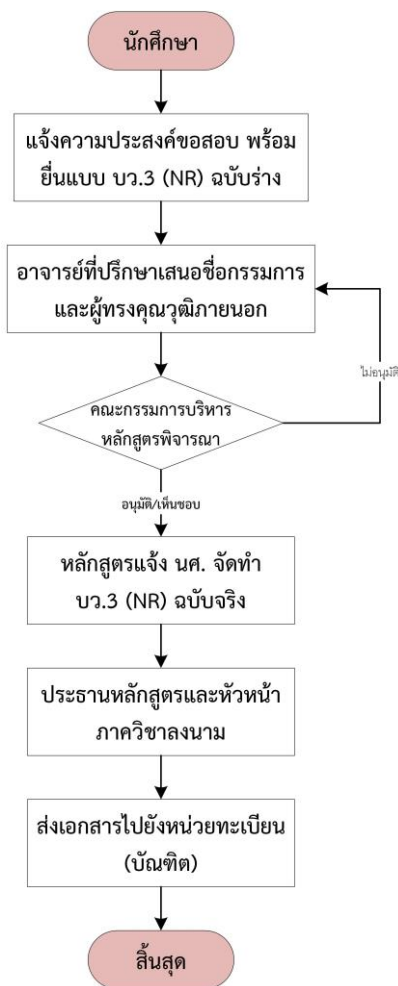 นักศึกษา
แจ้งความประสงค์ขอสอบ พร้อม
ยื่นแบบ บว.3 (NR) ฉบับร่าง
อาจารย์ที่ปรึกษาเสนอชื่อกรรมการ
และผู้ทรงคุณวุฒิภายนอก
ไม่อนุมัติ
คณะกรรมการบริหาร
หลักสูตรพิจารณา
อนุมัติ/เห็นชอบ
หลักสูตรแจ้ง นศ. จัดทำ
บว.3 (NR) ฉบับจริง
ประธานหลักสูตรและหัวหน้า
ภาควิชาลงนาม
ส่งเอกสารไปยังหน่วยทะเบียน
(บัณฑิต)
สิ้นสุด